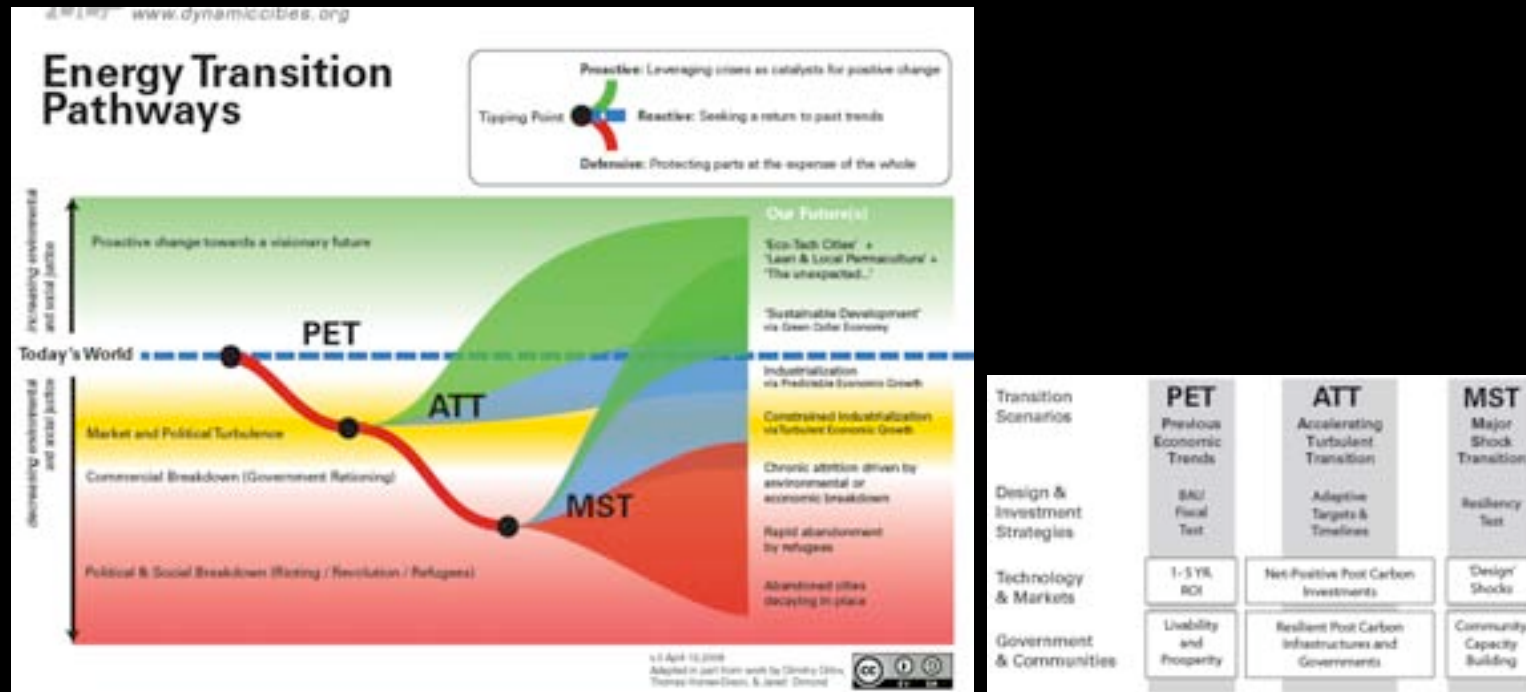 www.dynamiccities.org
Energy Transition
Pathways
Proactive: Leveraging crises as catalysts for positive change
Tipping Point
Reactive: Seeking a return to past trends
Defensive: Protecting parts at the expense of the whole
increasing environmental
and social justice
Proactive change towards a visionary future
Our Future(s)
'Eco-Tech Cities' +
'Lean & Local Permaculture' +
'The unexpected...'
'Sustainable Development'
via Green Collar Economy
PET
Today's World
Industrialization
via Predictable Economic Growth
ATT
Constrained Industrialization
via Turbulent Economic Growth
decreasing environmental
and social justice
Market and Political Turbulence
Commercial Breakdown (Government Rationing)
Chronic attrition driven by
environmental or
economic breakdown
MST
Rapid abandonment
by refugees
Political & Social Breakdown (Rioting / Revolution / Refugees)
Abandoned cities
decaying in place
Adapted in part from work by
cc
Transition
Scenarios
PET
Previous
Economic
Trends
ATT
Accelerating
Turbulent
Transition
MST
Major
Shock
Transition
Design &
Investment
Strategies
BAU
Fiscal
Test
Adaptive
Targets &
Timelines
Resiliency
Test
Technology
& Markets
1-5 YR.
ROI
Net-Positive Post Carbon
Investments
'Design'
Shocks
Government
& Communities
Livability
and
Prosperity
Resilient Post Carbon
Infrastructures and
Governments
Community
Capacity
Building